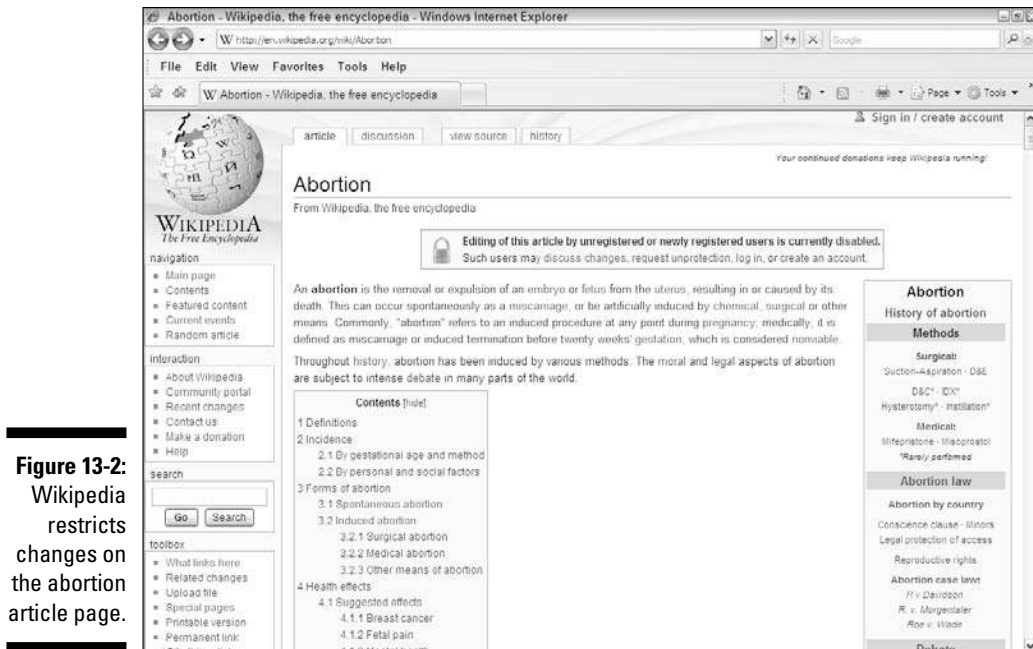 Abortion - Wikipedia, the free encyclopedia - Windows Internet Explorer
W http://en.wikipedia.org/wiki/Abortion
Google
File Edit View Favorites Tools Help
W Abortion - Wikipedia, the free encyclopedia
Page Tools
Sign in / create account
article discussion view source history
Your continued donations keep Wikipedia running!
WIKIPEDIA
The Free Encyclopedia
navigation
Main page
Contents
Featured content
Current events
Random article
interaction
About Wikipedia
Community portal
Recent changes
Contact us
Make a donation
Help
search
Go Search
toolbox
What links here
Related changes
Upload file
Special pages
Printable version
Permanent link
Abortion
From Wikipedia, the free encyclopedia
Editing of this article by unregistered or newly registered users is currently disabled.
Such users may discuss changes, request unprotection, log in, or create an account.
An abortion is the removal or expulsion of an embryo or fetus from the uterus, resulting in or caused by its
death. This can occur spontaneously as a miscarriage, or be artificially induced by chemical, surgical or other
means. Commonly, "abortion" refers to an induced procedure at any point during pregnancy; medically, it is
defined as miscarriage or induced termination before twenty weeks' gestation, which is considered nonviable.
Throughout history, abortion has been induced by various methods. The moral and legal aspects of abortion
are subject to intense debate in many parts of the world.
Contents [hide]
1 Definitions
2 Incidence
2.1 By gestational age and method
2.2 By personal and social factors
3 Forms of abortion
3.1 Spontaneous abortion
3.2 Induced abortion
3.2.1 Surgical abortion
3.2.2 Medical abortion
3.2.3 Other means of abortion
4 Health effects
4.1 Suggested effects
4.1.1 Breast cancer
4.1.2 Fetal pain
Abortion
History of abortion
Methods
Surgical:
Suction-Aspiration · D&E
D&C* · IDX*
Hysterotomy* · Instillation*
Medical:
Mifepristone · Misoprostol
*Rarely performed
Abortion law
Abortion by country
Conscience clause · Minors
Legal protection of access
Reproductive rights
Abortion case law:
R v Davidson
R. v. Morgentaler
Roe v. Wade
Debate
Figure 13-2:
Wikipedia
restricts
changes on
the abortion
article page.